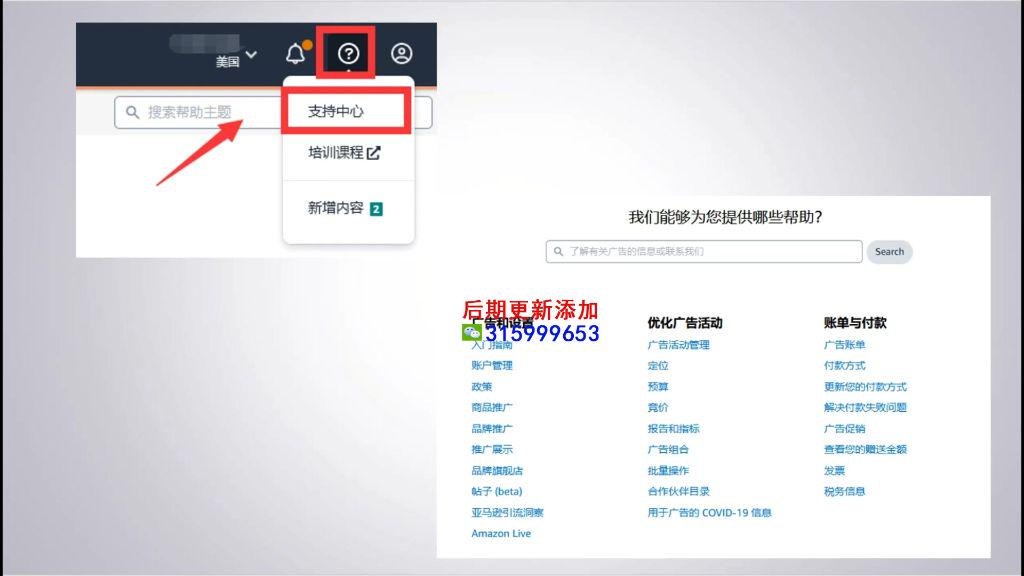 美国
搜索帮助主题
支持中心
培训课程
新增内容 2
我们能够为您提供哪些帮助?
了解有关广告的信息或联系我们
Search
后期更新添加
315999653
广告和设置
入门指南
账户管理
政策
商品推广
品牌推广
推广展示
品牌旗舰店
帖子 (beta)
亚马逊引流洞察
Amazon Live
优化广告活动
广告活动管理
定位
预算
竞价
报告和指标
广告组合
批量操作
合作伙伴目录
用于广告的 COVID-19 信息
账单与付款
广告账单
付款方式
更新您的付款方式
解决付款失败问题
广告促销
查看您的赠送金额
发票
税务信息